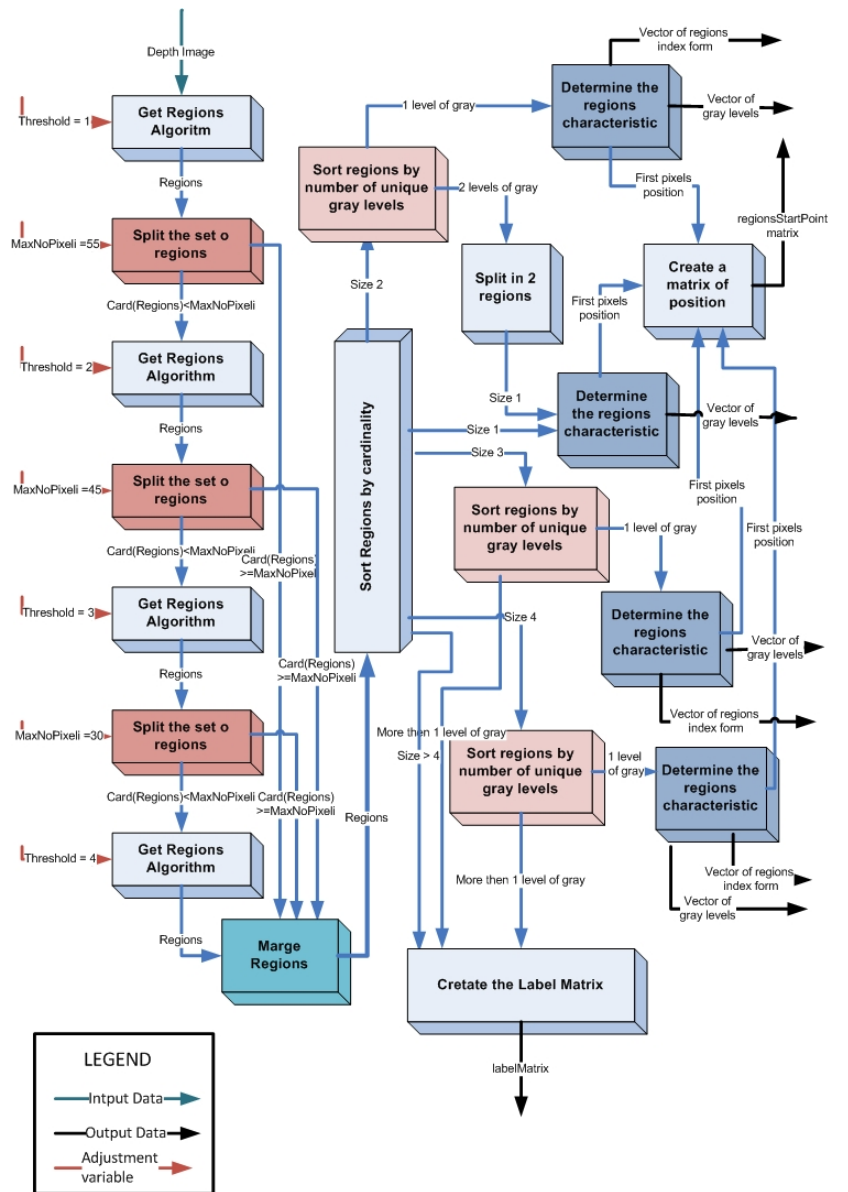 Depth Image
Get Regions
Algoritm
Threshold = 1
Regions
Split the set o
regions
MaxNoPixeli =55
Card(Regions)<MaxNoPixeli
Get Regions
Algorithm
Threshold = 2
Regions
Split the set o
regions
MaxNoPixeli =45
Card(Regions)<MaxNoPixeli
Get Regions
Algorithm
Threshold = 3
Regions
Split the set o
regions
MaxNoPixeli =30
Card(Regions)<MaxNoPixeli
Get Regions
Algorithm
Threshold = 4
Regions
Card(Regions)
>=MaxNoPixel
Card(Regions)
>=MaxNoPixeli
Card(Regions)
>=MaxNoPixeli
Marge
Regions
Regions
Sort Regions by cardinality
Size 2
Sort regions by
number of unique
gray levels
1 level of gray
2 levels of gray
Determine the
regions
characteristic
Vector of regions
index form
Vector of
gray levels
First pixels
position
Split in 2
regions
Create a
matrix of
position
regionsStartPoint
matrix
First pixels
position
Size 1
Size 1
Determine
the regions
characteristic
Vector of
gray levels
Size 3
Sort regions by
number of unique
gray levels
1 level of gray
First pixels
position
First pixels
position
Determine the
regions
characteristic
Vector of
gray levels
Vector of regions
index form
Size 4
More then 1 level of gray
Size > 4
Sort regions by
number of unique
gray levels
1 level
of gray
Determine the
regions
characteristic
Vector of regions
index form
Vector of
gray levels
More then 1 level of gray
Cretate the Label Matrix
labelMatrix
LEGEND
Intput Data
Output Data
Adjustment
variable